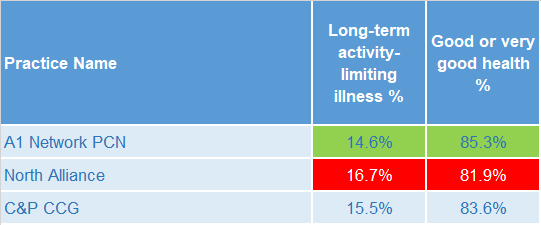 Practice Name
Long-term
activity-
limiting
illness %
Good or very
good health
%
A1 Network PCN 14.6% 85.3%
North Alliance 16.7% 81.9%
C&P CCG 15.5% 83.6%